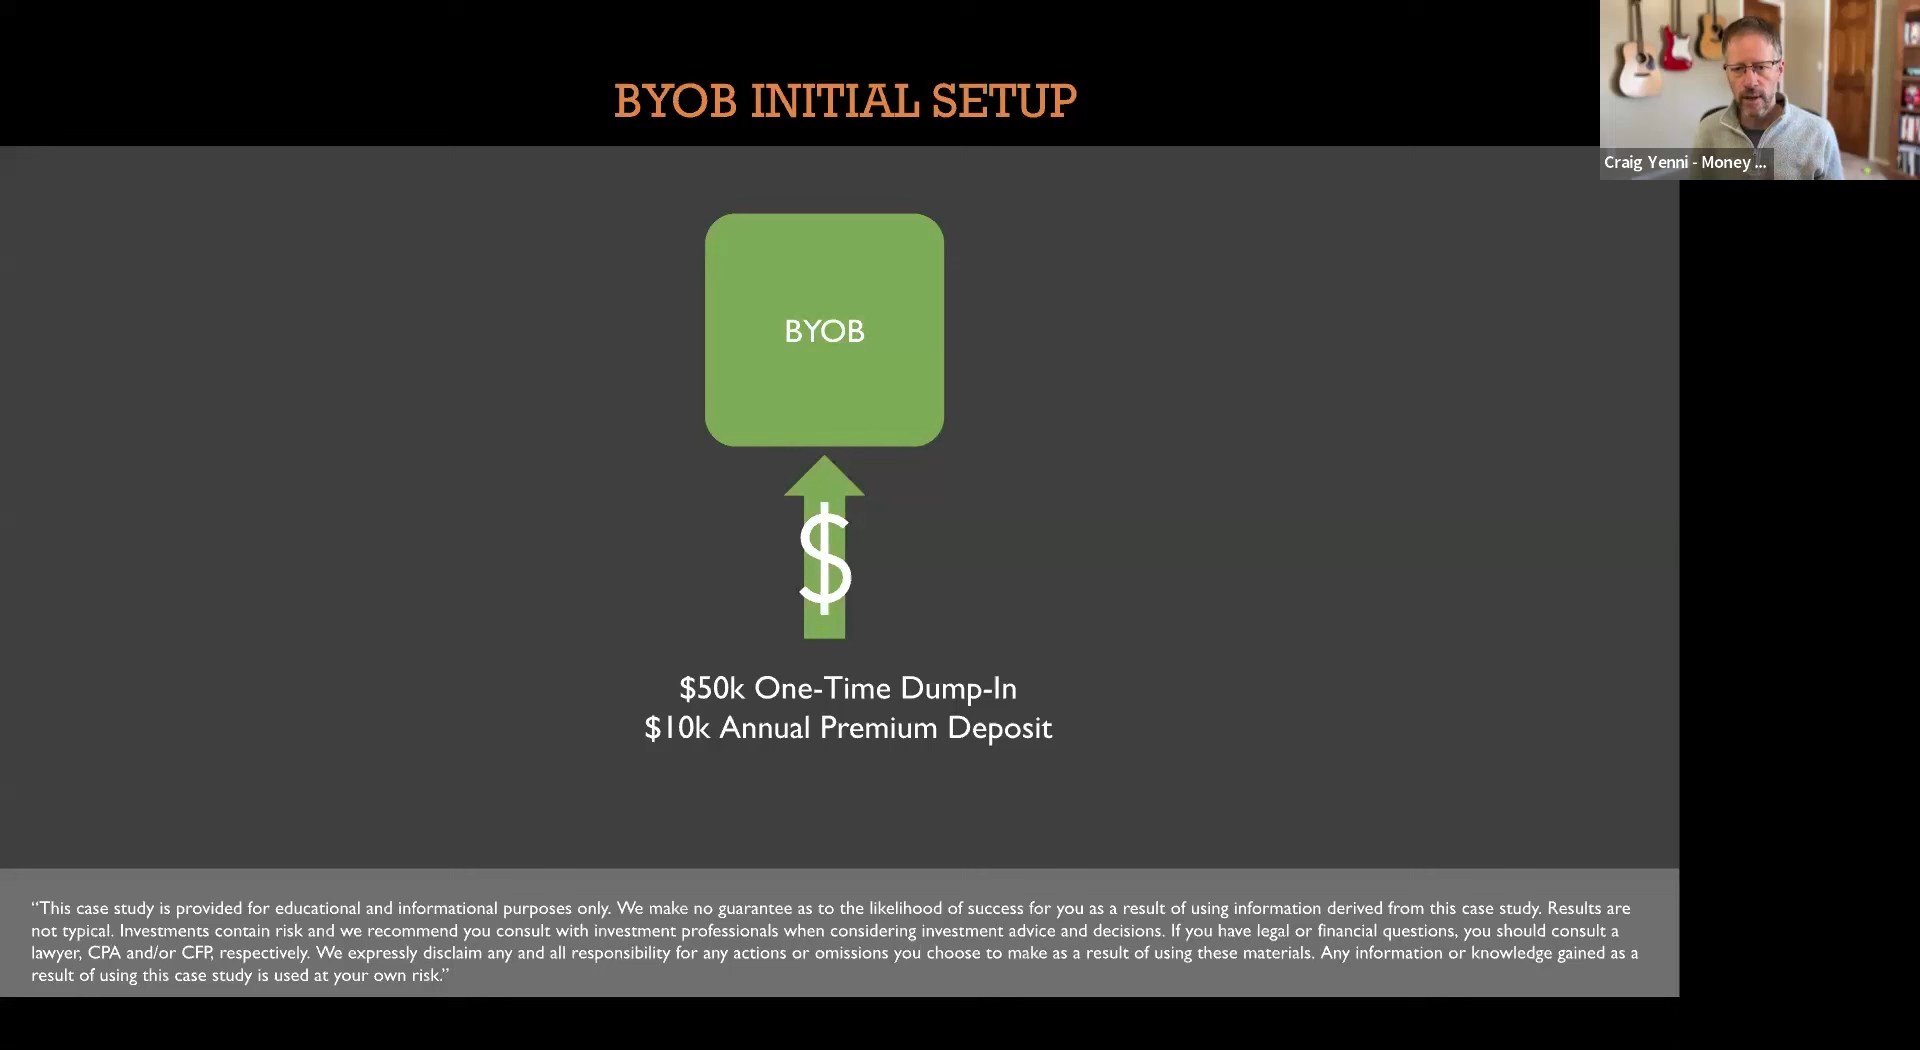 BYOB INITIAL SETUP
Craig Yenni - Money ...
BYOB
$
$50k One-Time Dump-In
$10k Annual Premium Deposit
“This case study is provided for educational and informational purposes only. We make no guarantee as to the likelihood of success for you as a result of using information derived from this case study. Results are
not typical. Investments contain risk and we recommend you consult with investment professionals when considering investment advice and decisions. If you have legal or financial questions, you should consult a
lawyer, CPA and/or CFP, respectively. We expressly disclaim any and all responsibility for any actions or omissions you choose to make as a result of using these materials. Any information or knowledge gained as a
result of using this case study is used at your own risk.”